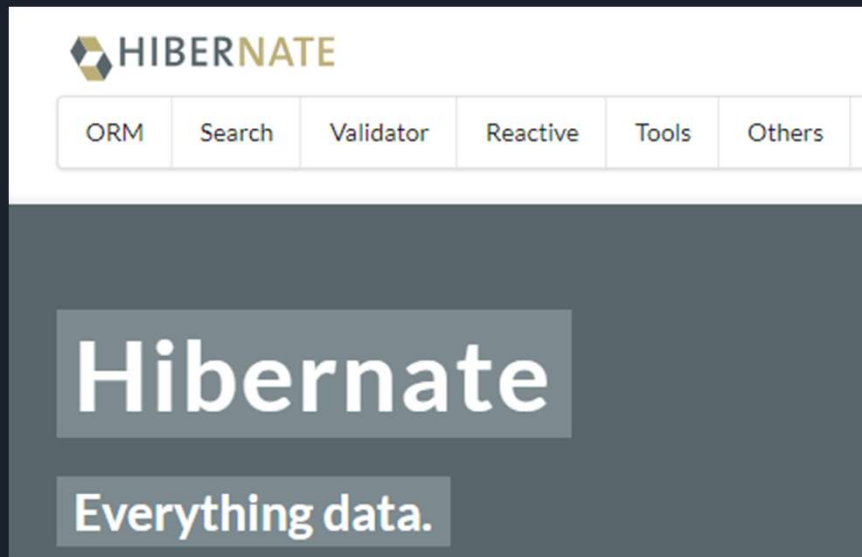 HIBERNATE
ORM Search Validator Reactive Tools Others
Hibernate
Everything data.